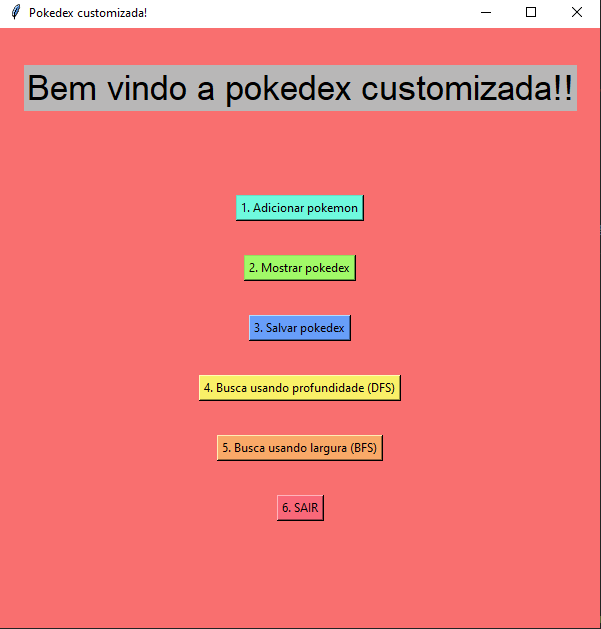 Pokedex customizada!
Bem vindo a pokedex customizada!!
1. Adicionar pokemon
2. Mostrar pokedex
3. Salvar pokedex
4. Busca usando profundidade (DFS)
5. Busca usando largura (BFS)
6. SAIR